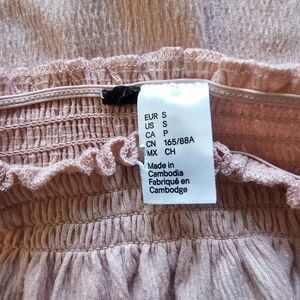 EUR S
US S
CA P
CN 165/88A
MX CH
Made in
Cambodia
Fabriqué en
Cambodge